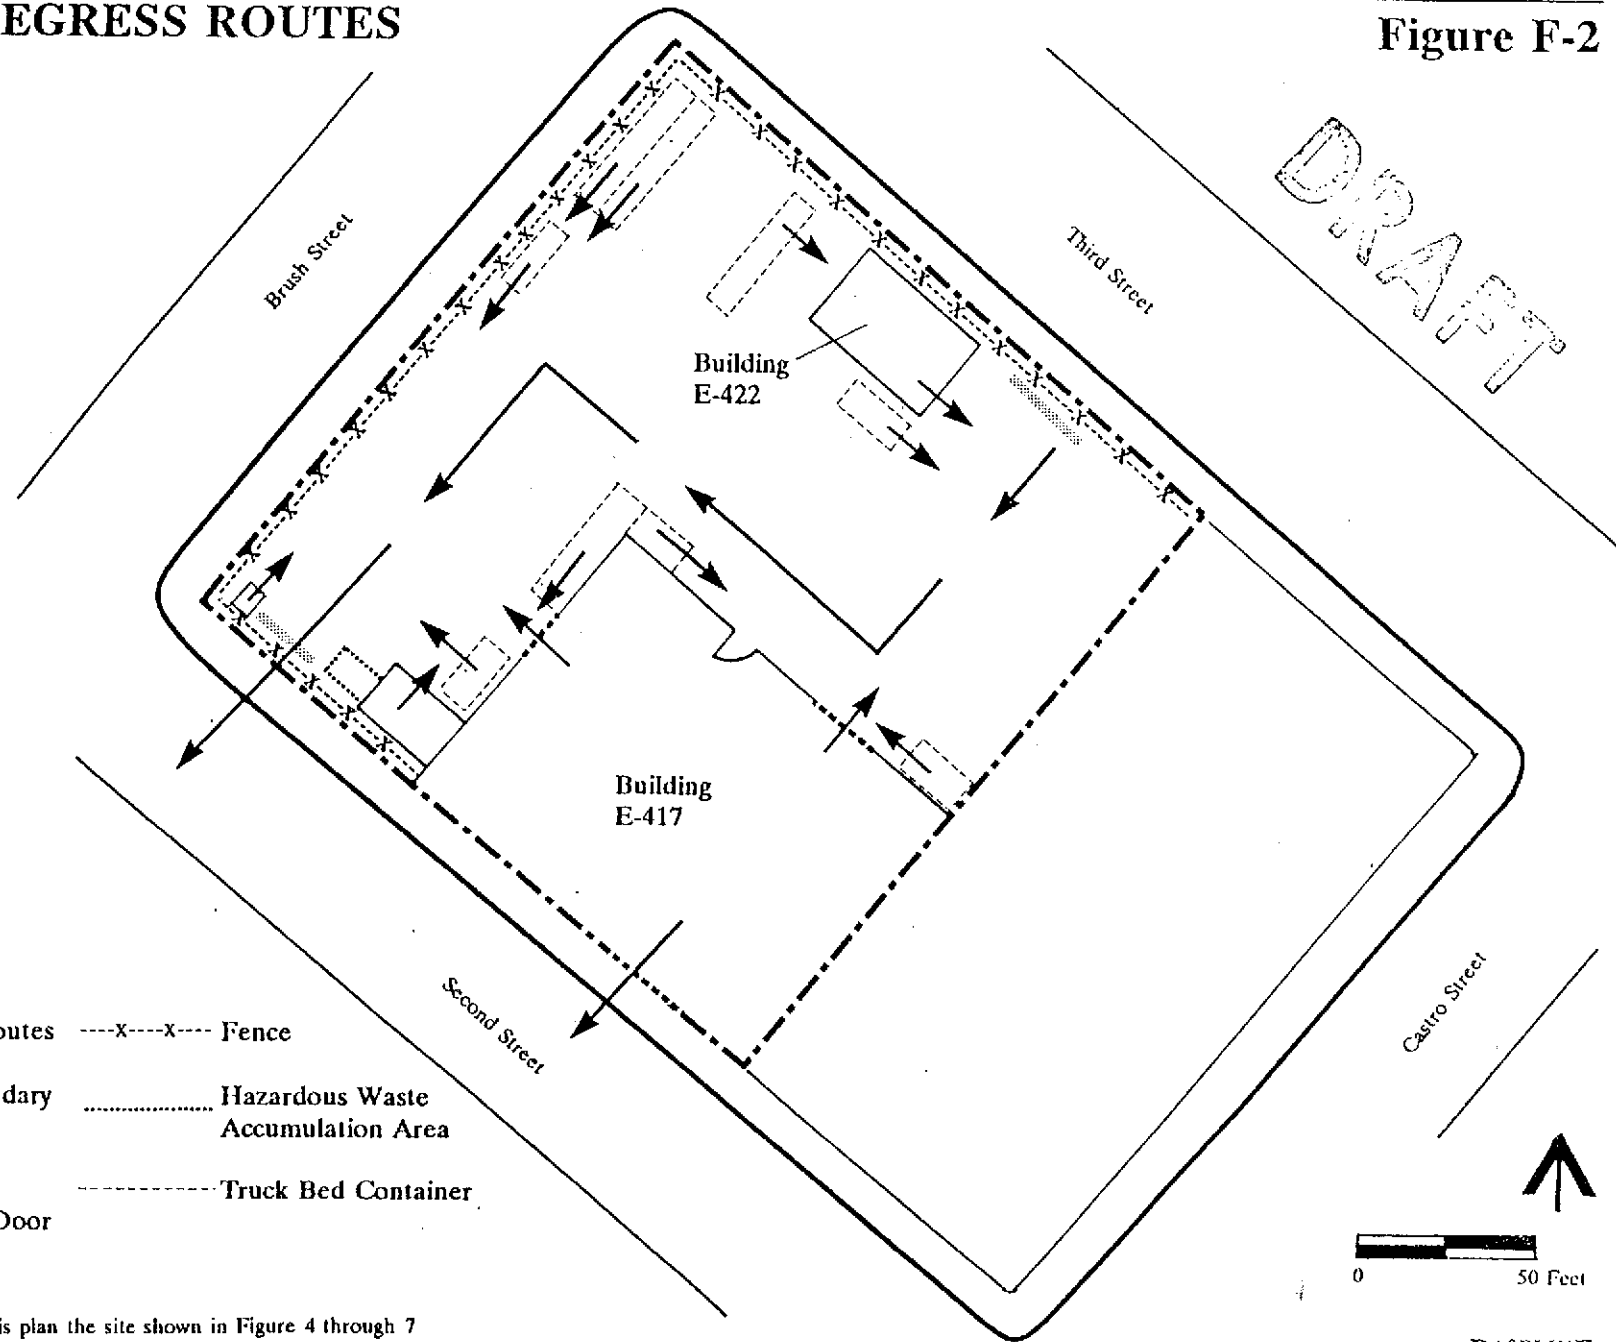 EGRESS ROUTES
Figure F-2
DRAFT
Brush Street
Third Street
Building
E-422
Building
E-417
Second Street
Castro Street
----x----x---- Fence
dary
Hazardous Waste
Accumulation Area
Truck Bed Container
Door
0 50 Feet
is plan the site shown in Figure 4 through 7